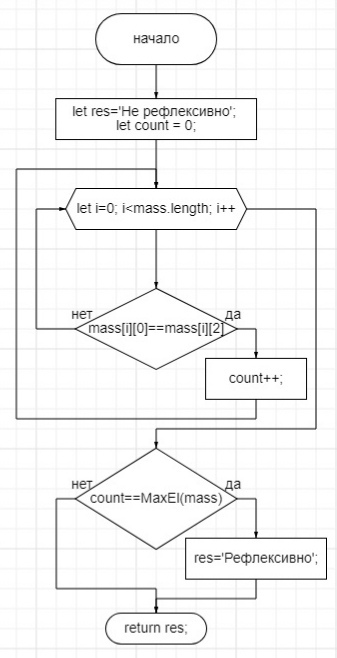 начало
let res='Не рефлексивно';
let count = 0;
let i=0; i<mass.length; i++
нет
да
mass[i][0]==mass[i][2]
count++;
нет
да
count==MaxEl(mass)
res='Рефлексивно';
return res;